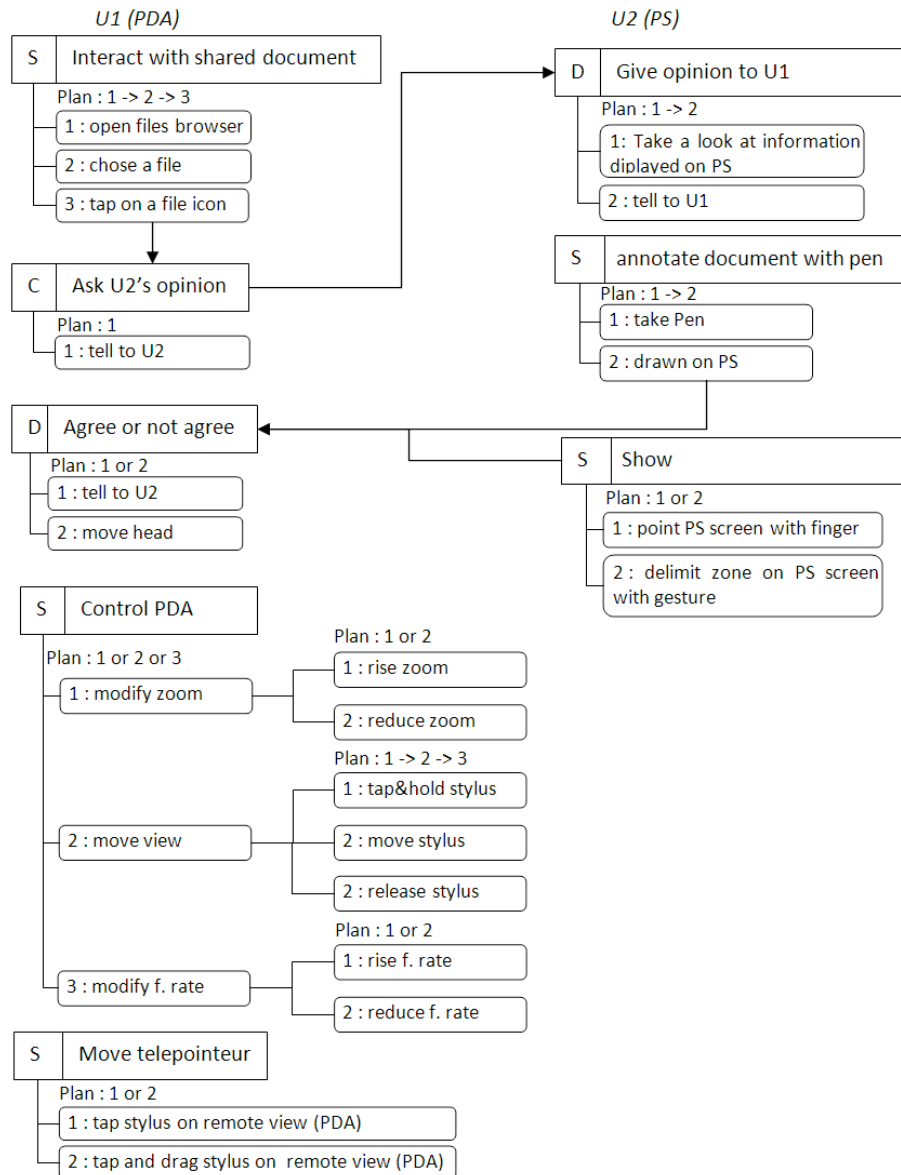 U1 (PDA)
U2 (PS)
S Interact with shared document
Plan : 1 -> 2 -> 3
1 : open files browser
2 : chose a file
3 : tap on a file icon
C Ask U2's opinion
Plan : 1
1 : tell to U2
D Agree or not agree
Plan : 1 or 2
1 : tell to U2
2 : move head
D Give opinion to U1
Plan : 1 -> 2
1: Take a look at information
diplayed on PS
2 : tell to U1
S annotate document with pen
Plan : 1 -> 2
1 : take Pen
2 : drawn on PS
S Show
Plan : 1 or 2
1 : point PS screen with finger
2 : delimit zone on PS screen
with gesture
S Control PDA
Plan : 1 or 2 or 3
1 : modify zoom
Plan : 1 or 2
1 : rise zoom
2 : reduce zoom
2 : move view
Plan : 1 -> 2 -> 3
1 : tap&hold stylus
2 : move stylus
2 : release stylus
3 : modify f. rate
Plan : 1 or 2
1 : rise f. rate
2 : reduce f. rate
S Move telepointeur
Plan : 1 or 2
1 : tap stylus on remote view (PDA)
2 : tap and drag stylus on remote view (PDA)